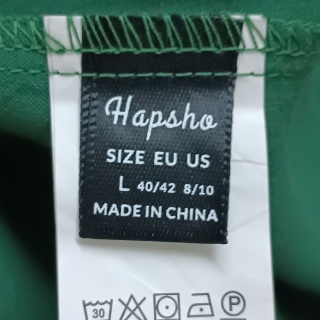 Hapsho
SIZE EU US
L 40/42 8/10
MADE IN CHINA
30
P